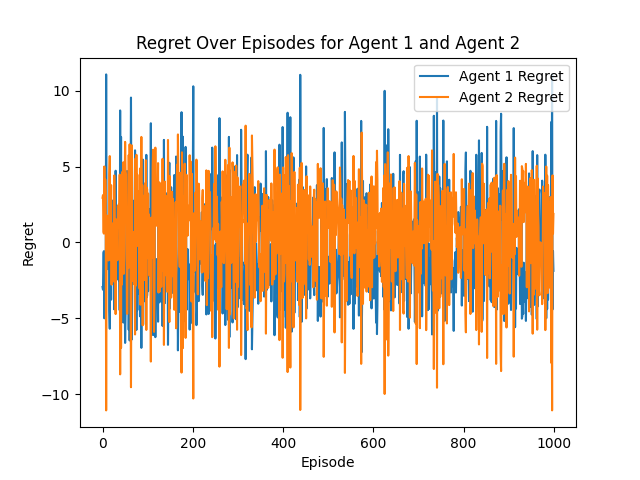 Regret Over Episodes for Agent 1 and Agent 2
Agent 1 Regret
Agent 2 Regret
10
5
0
−5
−10
Regret
0
200
400
600
800
1000
Episode